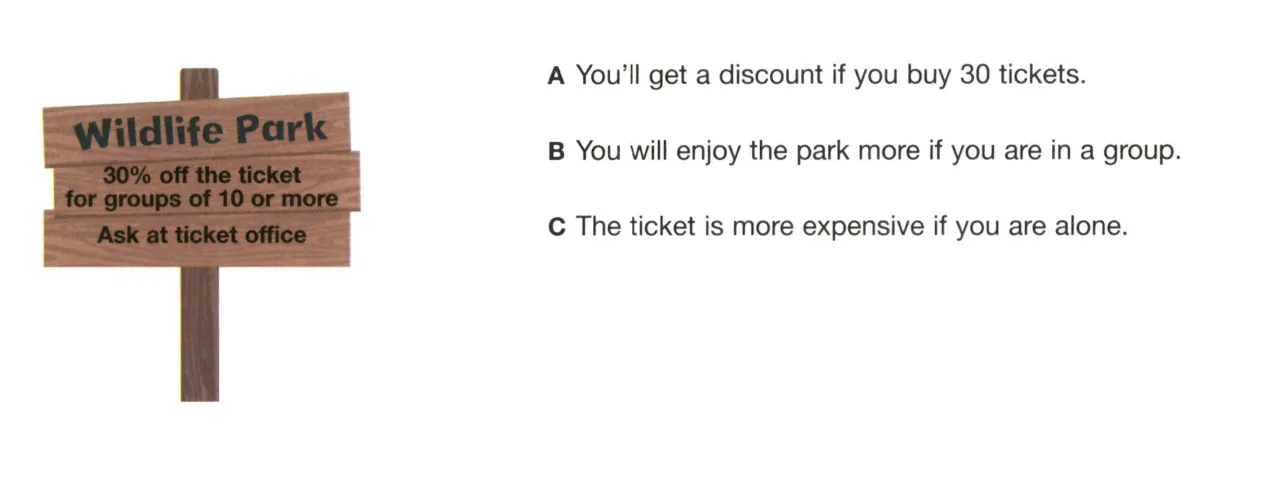 Wildlife Park
30% off the ticket
for groups of 10 or more
Ask at ticket office
A You'll get a discount if you buy 30 tickets.
B You will enjoy the park more if you are in a group.
C The ticket is more expensive if you are alone.